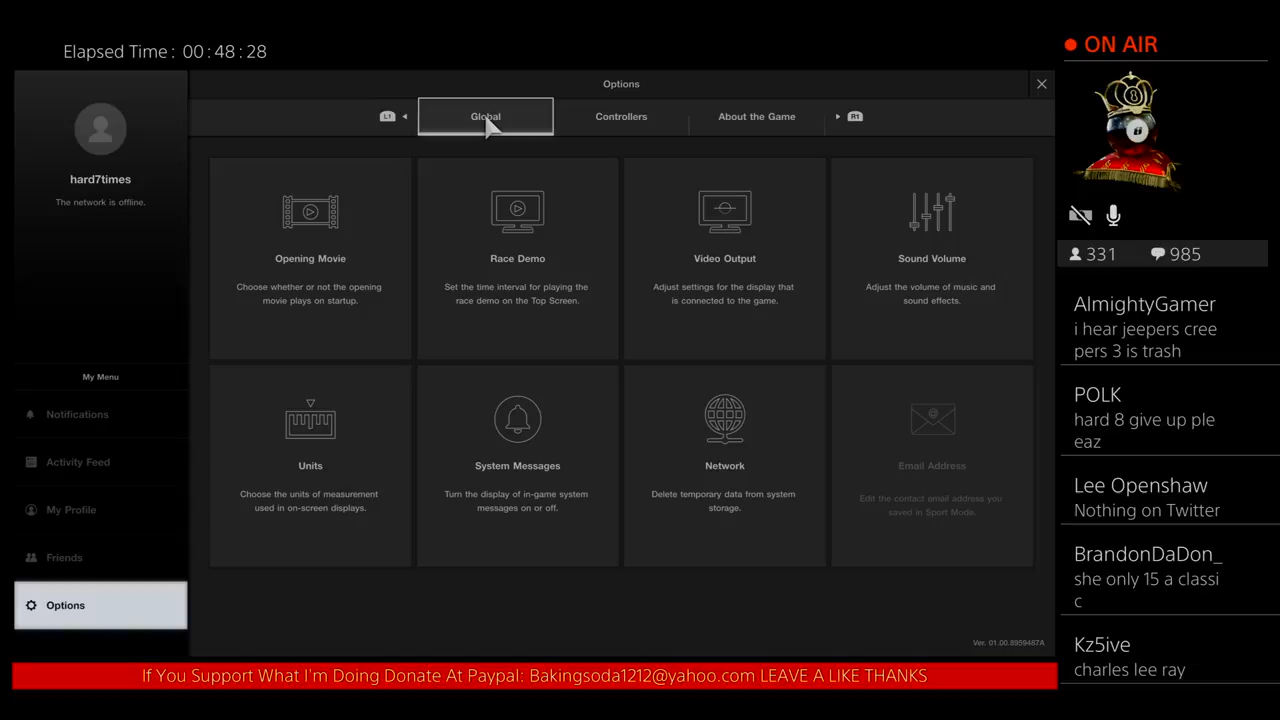 Elapsed Time : 00 : 48 : 28
ON AIR
Options
L1 Global Controllers About the Game R1
hard7times
The network is offline.
My Menu
Notifications
Activity Feed
My Profile
Friends
Options
Opening Movie
Choose whether or not the opening
movie plays on startup.
Race Demo
Set the time interval for playing the
race demo on the Top Screen.
Video Output
Adjust settings for the display that
is connected to the game.
Sound Volume
Adjust the volume of music and
sound effects.
Units
Choose the units of measurement
used in on-screen displays.
System Messages
Turn the display of in-game system
messages on or off.
Network
Delete temporary data from system
storage.
Email Address
Edit the contact email address you
saved in Sport Mode.
Ver. 01.00.8959487A
331 985
AlmightyGamer
i hear jeepers cree
pers 3 is trash
POLK
hard 8 give up ple
eaz
Lee Openshaw
Nothing on Twitter
BrandonDaDon_
she only 15 a classi
c
Kz5ive
charles lee ray
If You Support What I'm Doing Donate At Paypal: Bakingsoda1212@yahoo.com LEAVE A LIKE THANKS